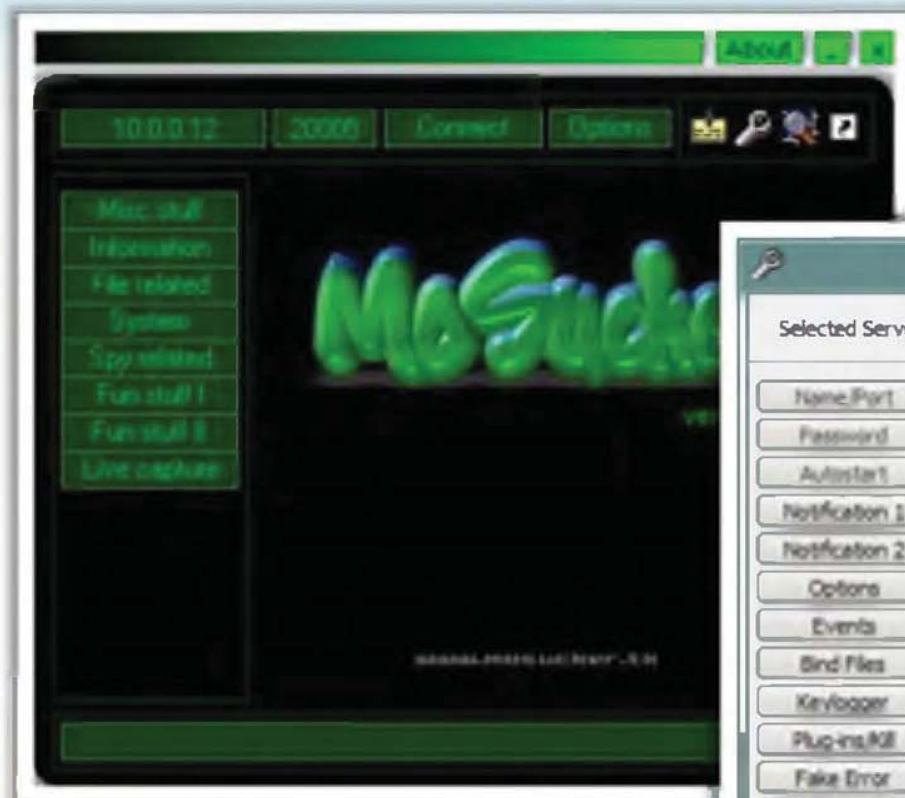 About
10.0.0.12 20005 Connect Options
Misc stuff
Information
File related
System
Spy related
Fun stuff I
Fun stuff II
Live capture
MoSucke
ver
Selected Serv
Name/Port
Password
Autostart
Notification 1
Notification 2
Options
Events
Bind Files
Keylogger
Plug-ins/Kill
Fake Error